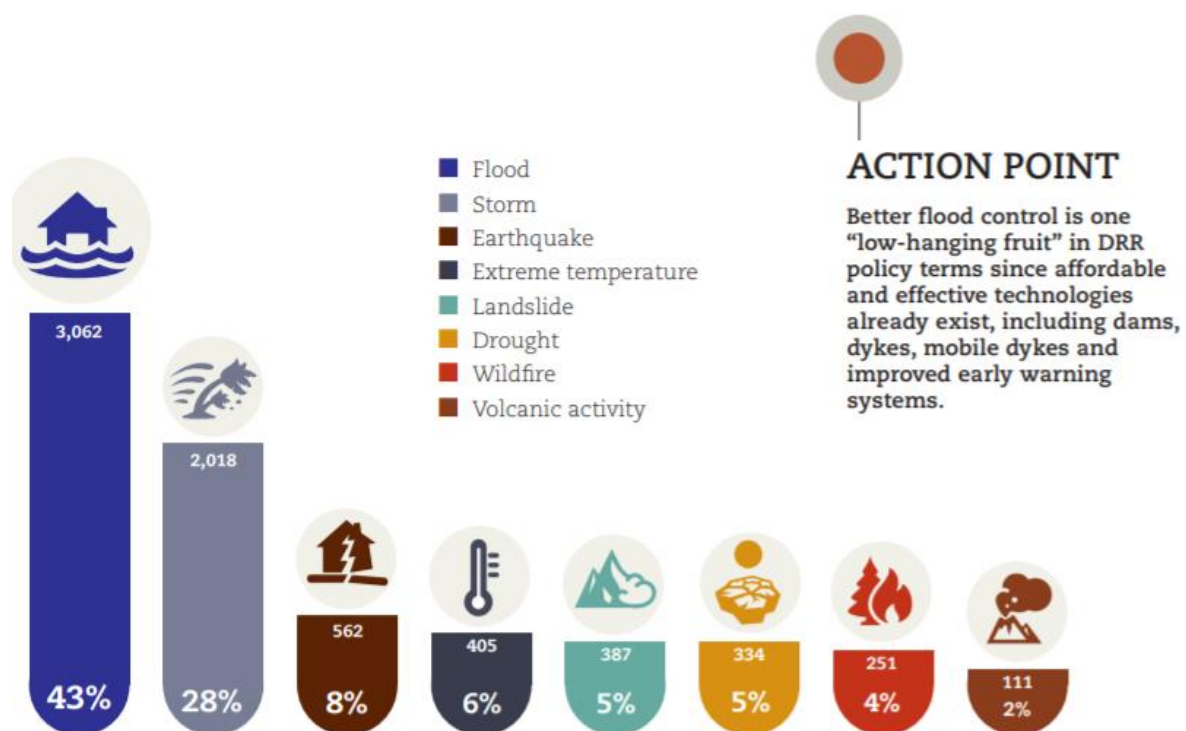 Flood
Storm
Earthquake
Extreme temperature
Landslide
Drought
Wildfire
Volcanic activity
ACTION POINT
Better flood control is one
“low-hanging fruit” in DRR
policy terms since affordable
and effective technologies
already exist, including dams,
dykes, mobile dykes and
improved early warning
systems.
3,062
43%
2,018
28%
562
8%
405
6%
387
5%
334
5%
251
4%
111
2%